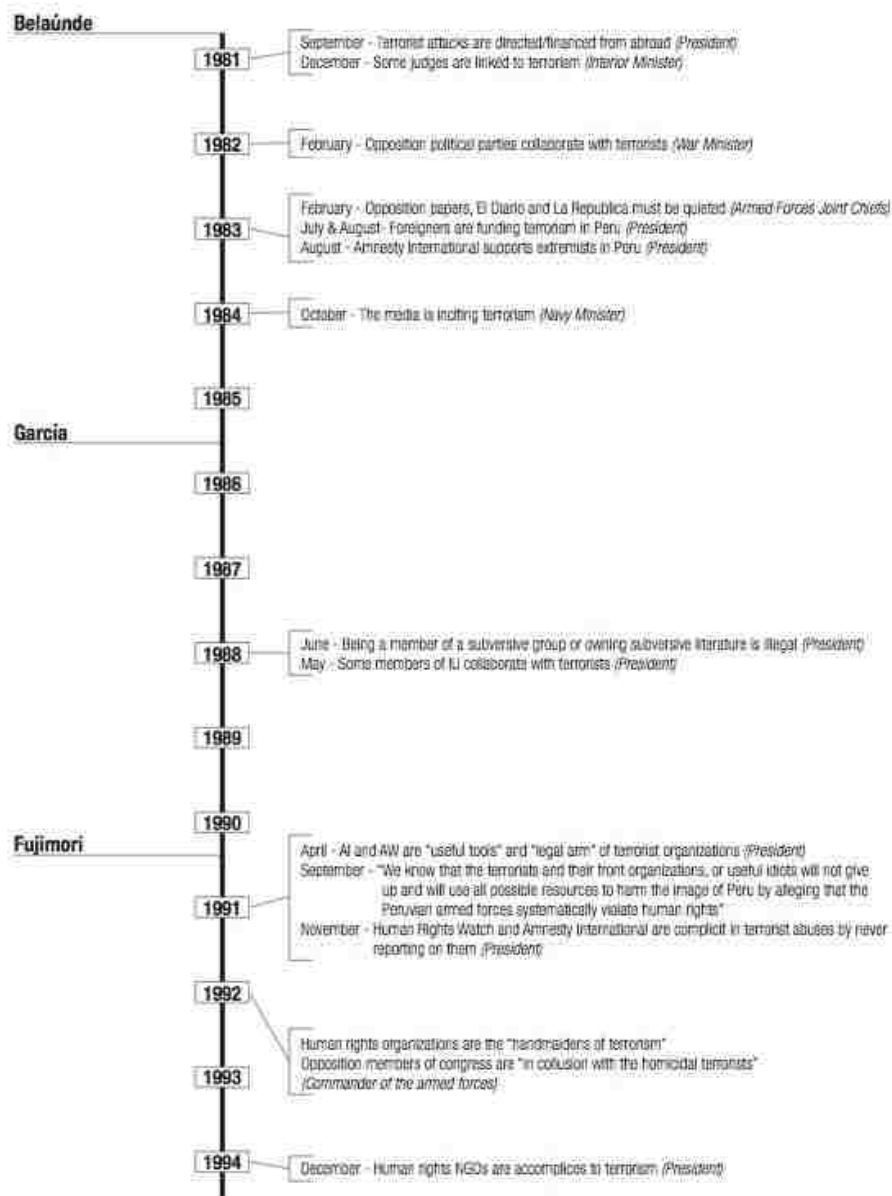 Belaúnde
1981
September - Terrorist attacks are directed/financed from abroad (President)
December - Some judges are linked to terrorism (Interior Minister)
1982
February - Opposition political parties collaborate with terrorists (War Minister)
1983
February - Opposition papers, El Diario and La Republica must be quieted (Armed Forces Joint Chiefs)
July & August- Foreigners are funding terrorism in Peru (President)
August - Amnesty International supports extremists in Peru (President)
1984
October - The media is inciting terrorism (Navy Minister)
1985
García
1986
1987
1988
June - Being a member of a subversive group or owning subversive literature is illegal (President)
May - Some members of IU collaborate with terrorists (President)
1989
1990
Fujimori
April - AI and AW are "useful tools" and "legal arm" of terrorist organizations (President)
September - "We know that the terrorists and their front organizations, or useful idiots will not give
up and will use all possible resources to harm the image of Peru by alleging that the
Peruvian armed forces systematically violate human rights"
1991
November - Human Rights Watch and Amnesty International are complicit in terrorist abuses by never
reporting on them (President)
1992
Human rights organizations are the "handmaidens of terrorism"
Opposition members of congress are "in collusion with the homicidal terrorists"
(Commander of the armed forces)
1993
1994
December - Human rights NGOs are accomplices to terrorism (President)